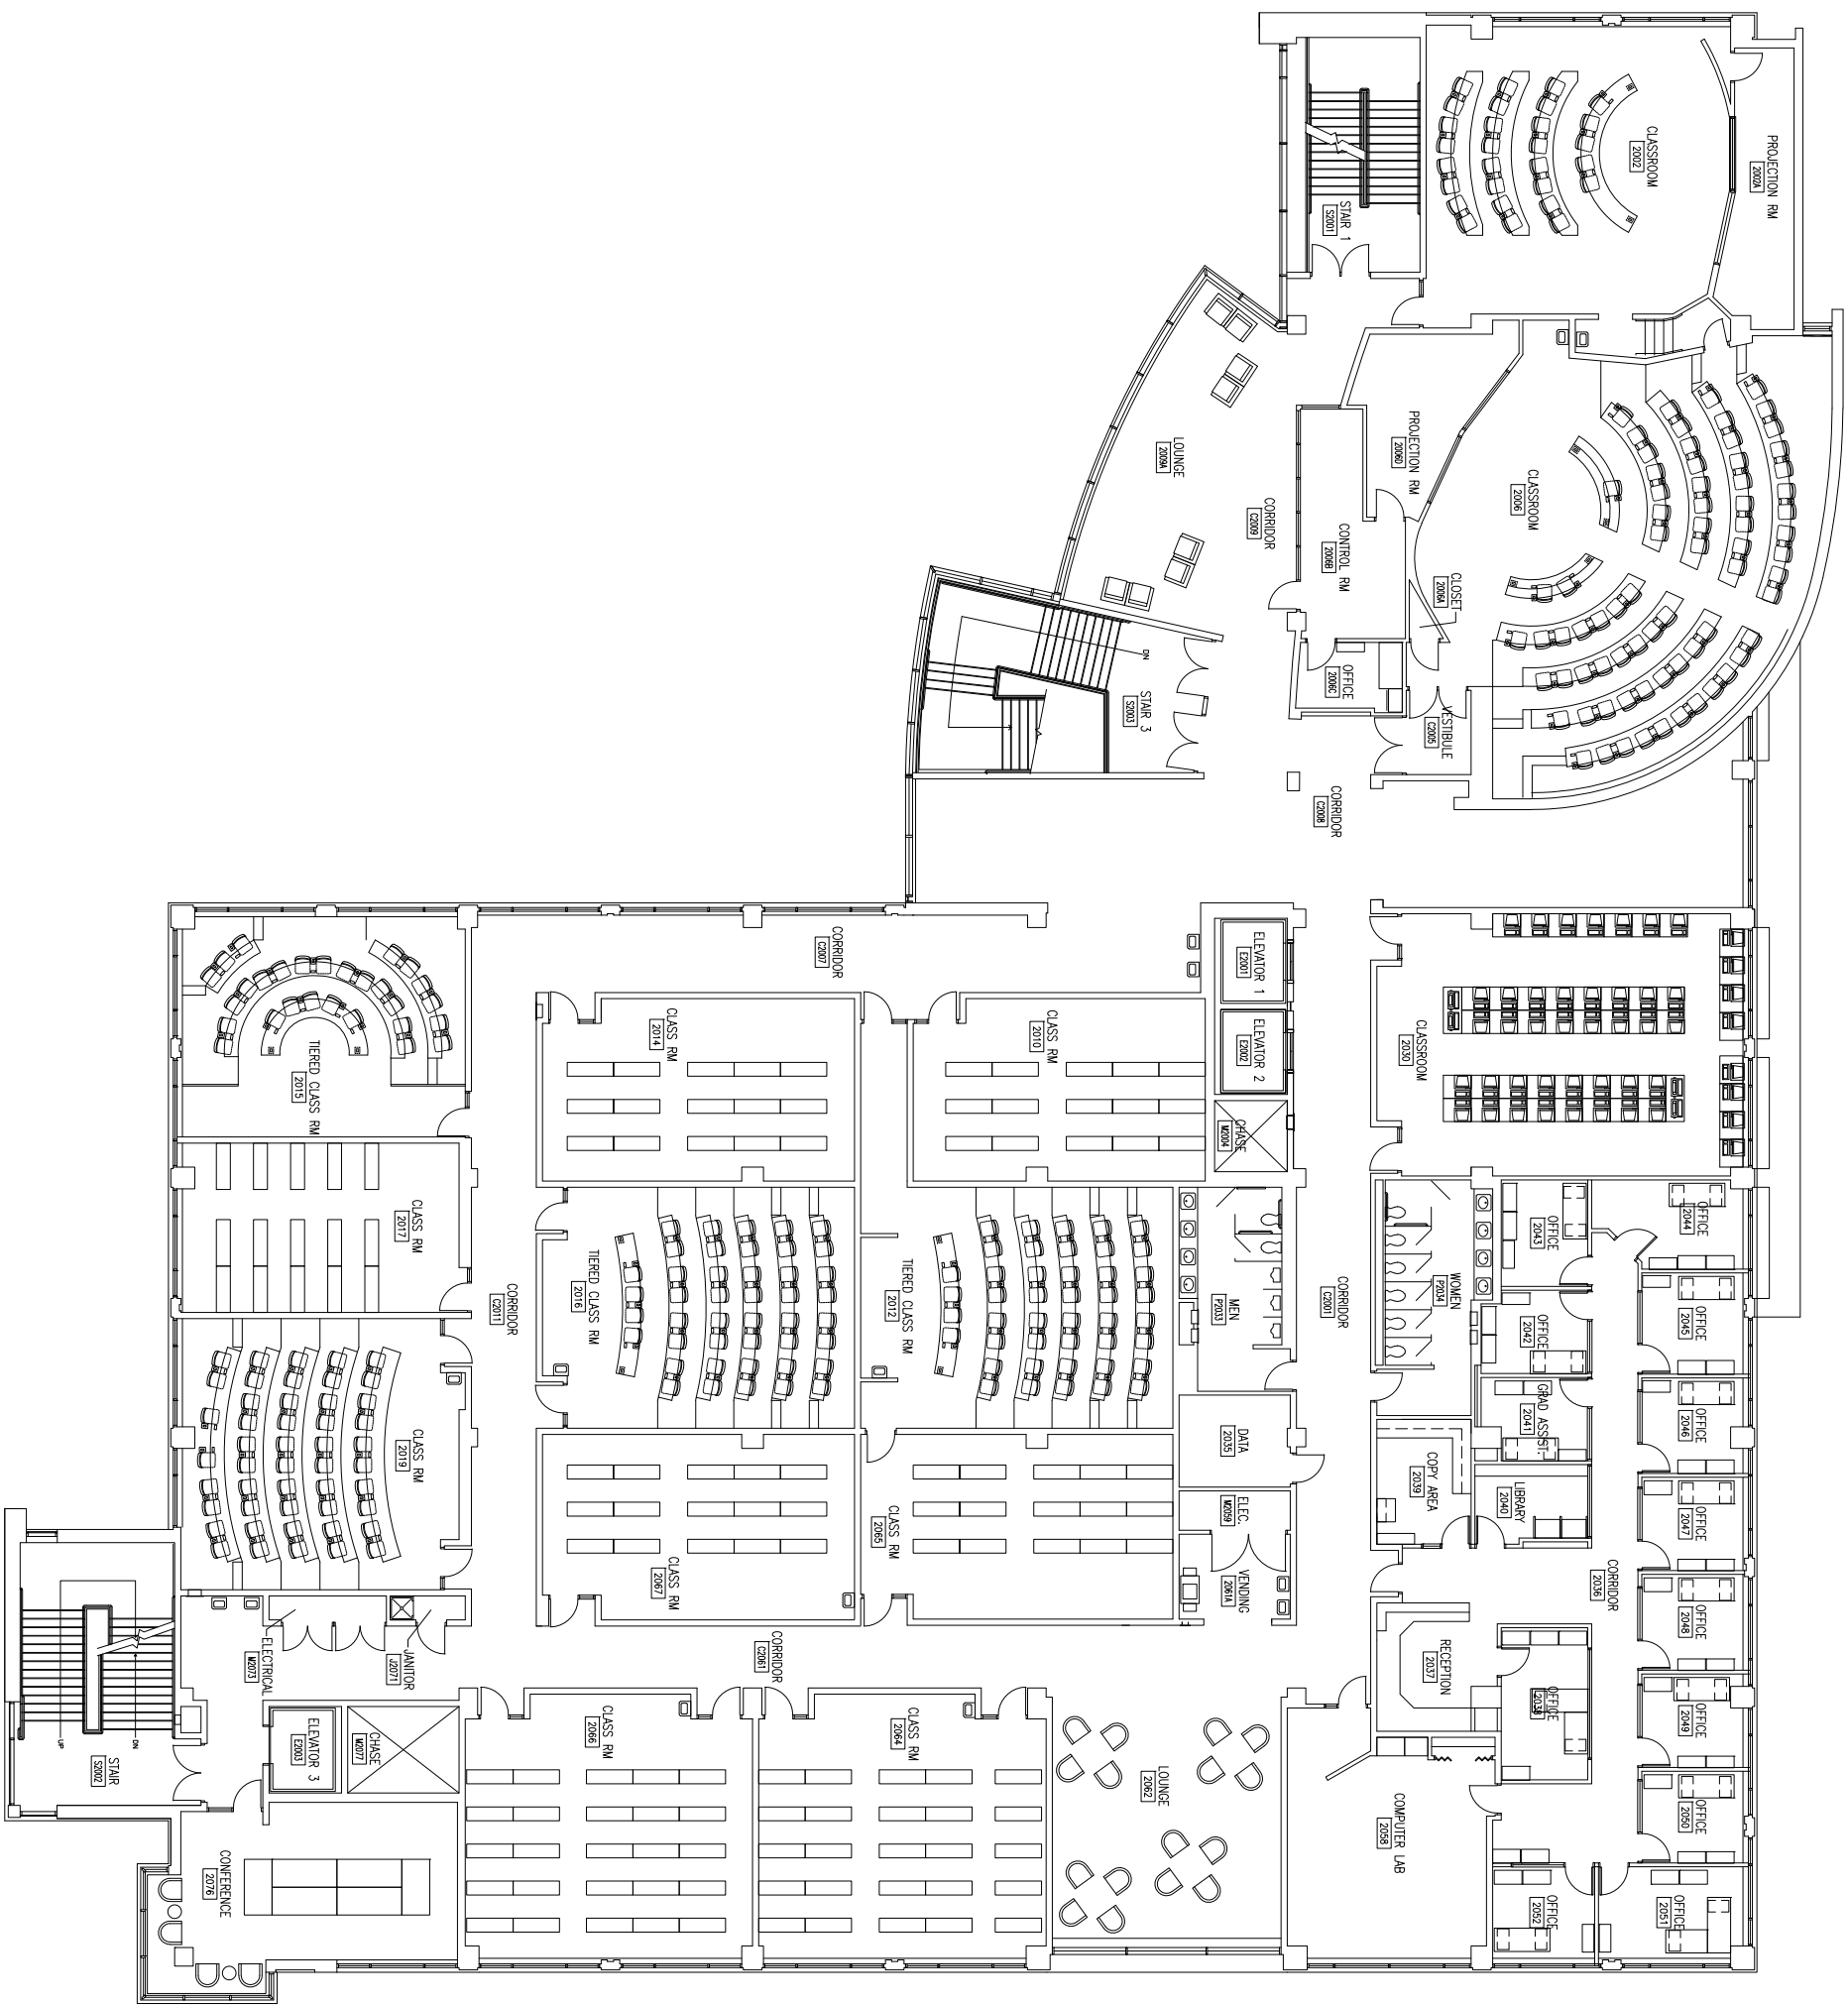 PROJECTION RM
2002A
CLASSROOM
2002
STAIR 1
S2001
CLASSROOM
2006
PROJECTION RM
2006D
LOUNGE
2009A
CORRIDOR
C2009
CONTROL RM
2006B
CLOSET
2006A
OFFICE
2006C
VESTIBULE
C2005
DN
STAIR 3
S2003
CORRIDOR
C2008
CORRIDOR
C2007
ELEVATOR 1
E2001
ELEVATOR 2
E2002
CHASE
M2004
CLASSROOM
2030
TIERED CLASS RM
2015
CLASS RM
2014
CLASS RM
2010
CLASS RM
2017
CORRIDOR
C2011
TIERED CLASS RM
2016
TIERED CLASS RM
2012
MEN
P2033
CORRIDOR
C2001
WOMEN
P2034
OFFICE
2043
OFFICE
2044
OFFICE
2042
OFFICE
2045
GRAD ASSIST.
2041
OFFICE
2046
CLASS RM
2019
CLASS RM
2067
CLASS RM
2065
DATA
2035
ELEC.
M2059
VENDING
2061A
COPY AREA
2039
LIBRARY
2040
OFFICE
2047
CORRIDOR
2036
OFFICE
2048
RECEPTION
2037
OFFICE
2038
OFFICE
2049
OFFICE
2050
ELECTRICAL
M2073
JANITOR
J2071
CORRIDOR
C2061
UP
DN
STAIR
S2002
ELEVATOR 3
E2003
CHASE
M2077
CLASS RM
2066
CLASS RM
2064
LOUNGE
2062
COMPUTER LAB
2058
CONFERENCE
2076
OFFICE
2052
OFFICE
2051